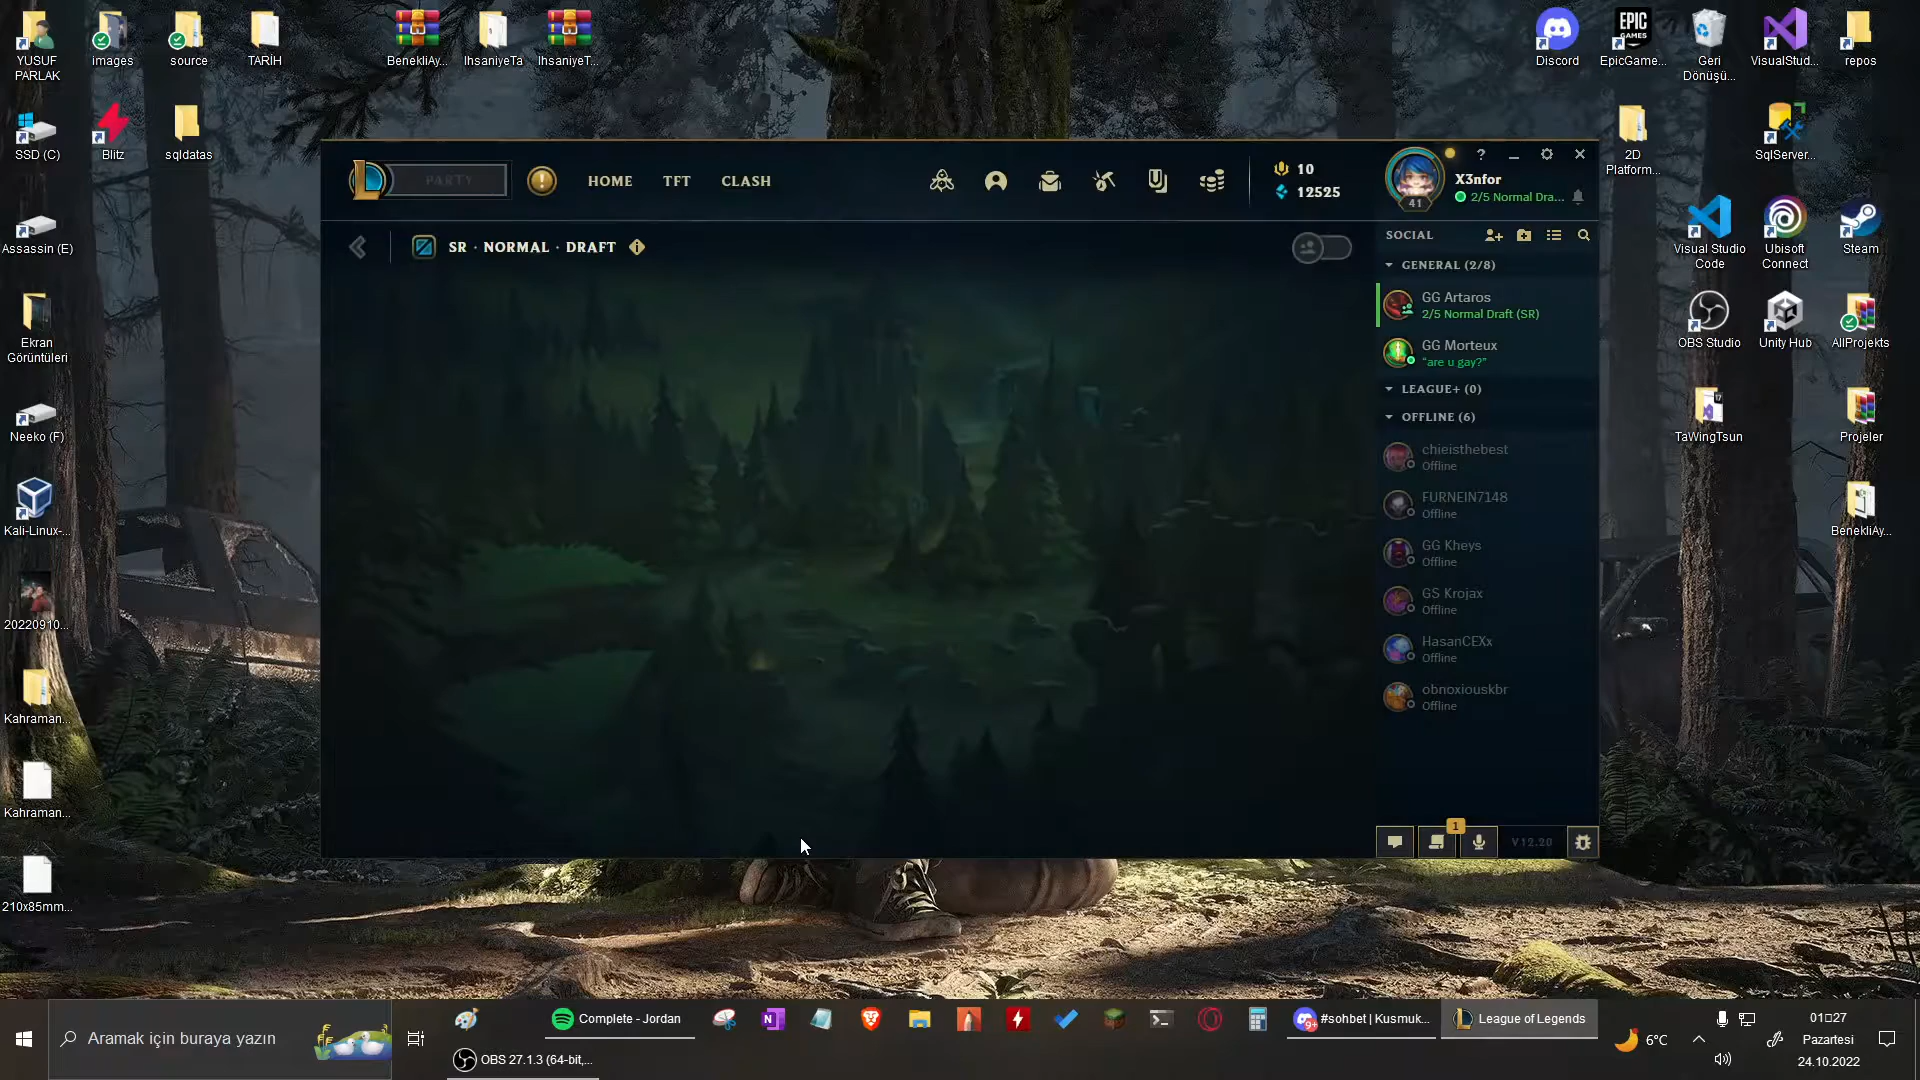 YUSUF
PARLAK
images
source
TARİH
BenekliAy...
IhsaniyeTa
IhsaniyeT...
Discord
EpicGame...
Geri
Dönüşü...
VisualStud...
repos
SSD (C)
Blitz
sqldatas
2D
Platform...
SqlServer...
Assassin (E)
Visual Studio
Code
Ubisoft
Connect
Steam
Ekran
Görüntüleri
OBS Studio
Unity Hub
AllProjekts
Neeko (F)
TaWingTsun
Projeler
Kali-Linux-...
BenekliAy...
20220910...
Kahraman...
Kahraman...
210x85mm...
PARTY
HOME
TFT
CLASH
10
12525
41
X3nfor
2/5 Normal Dra...
SR · NORMAL · DRAFT
SOCIAL
GENERAL (2/8)
GG Artaros
2/5 Normal Draft (SR)
GG Morteux
"are u gay?"
LEAGUE+ (0)
OFFLINE (6)
chieisthebest
Offline
FURNEIN7148
Offline
GG Kheys
Offline
GS Krojax
Offline
HasanCEXx
Offline
obnoxiouskbr
Offline
1
V12.20
Aramak için buraya yazın
Complete - Jordan
#sohbet | Kusmuk...
League of Legends
OBS 27.1.3 (64-bit,...
6°C
01:27
Pazartesi
24.10.2022